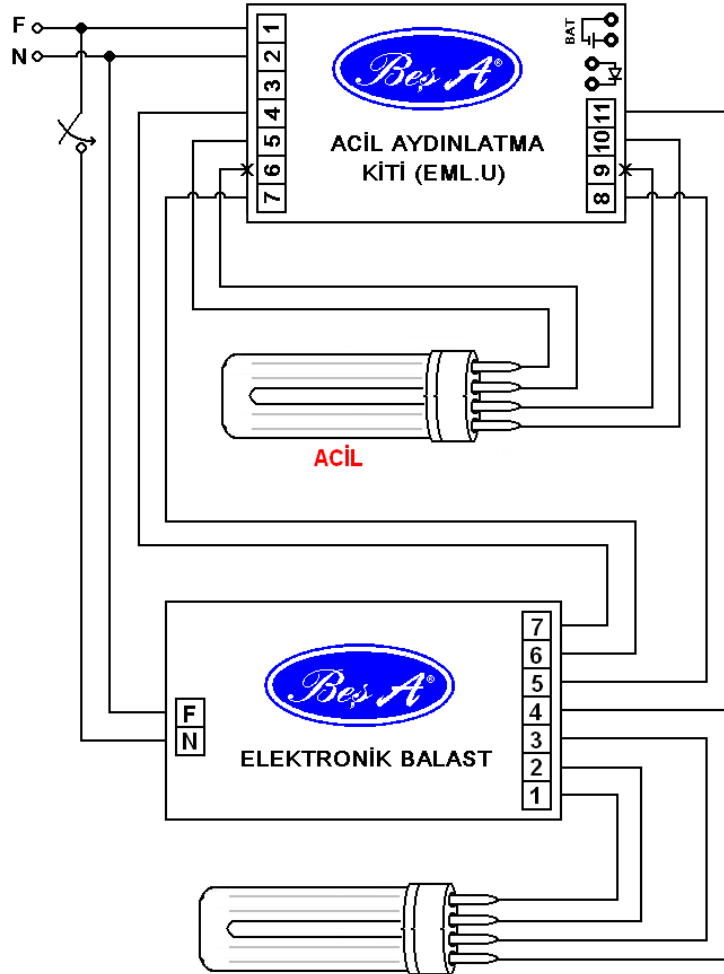 F
N
1
2
3
4
5
6
7
Beş A®
BAT
11
10
9
8
ACİL AYDINLATMA
KİTİ (EML.U)
ACİL
F
N
Beş A
ELEKTRONİK BALAST
7
6
5
4
3
2
1